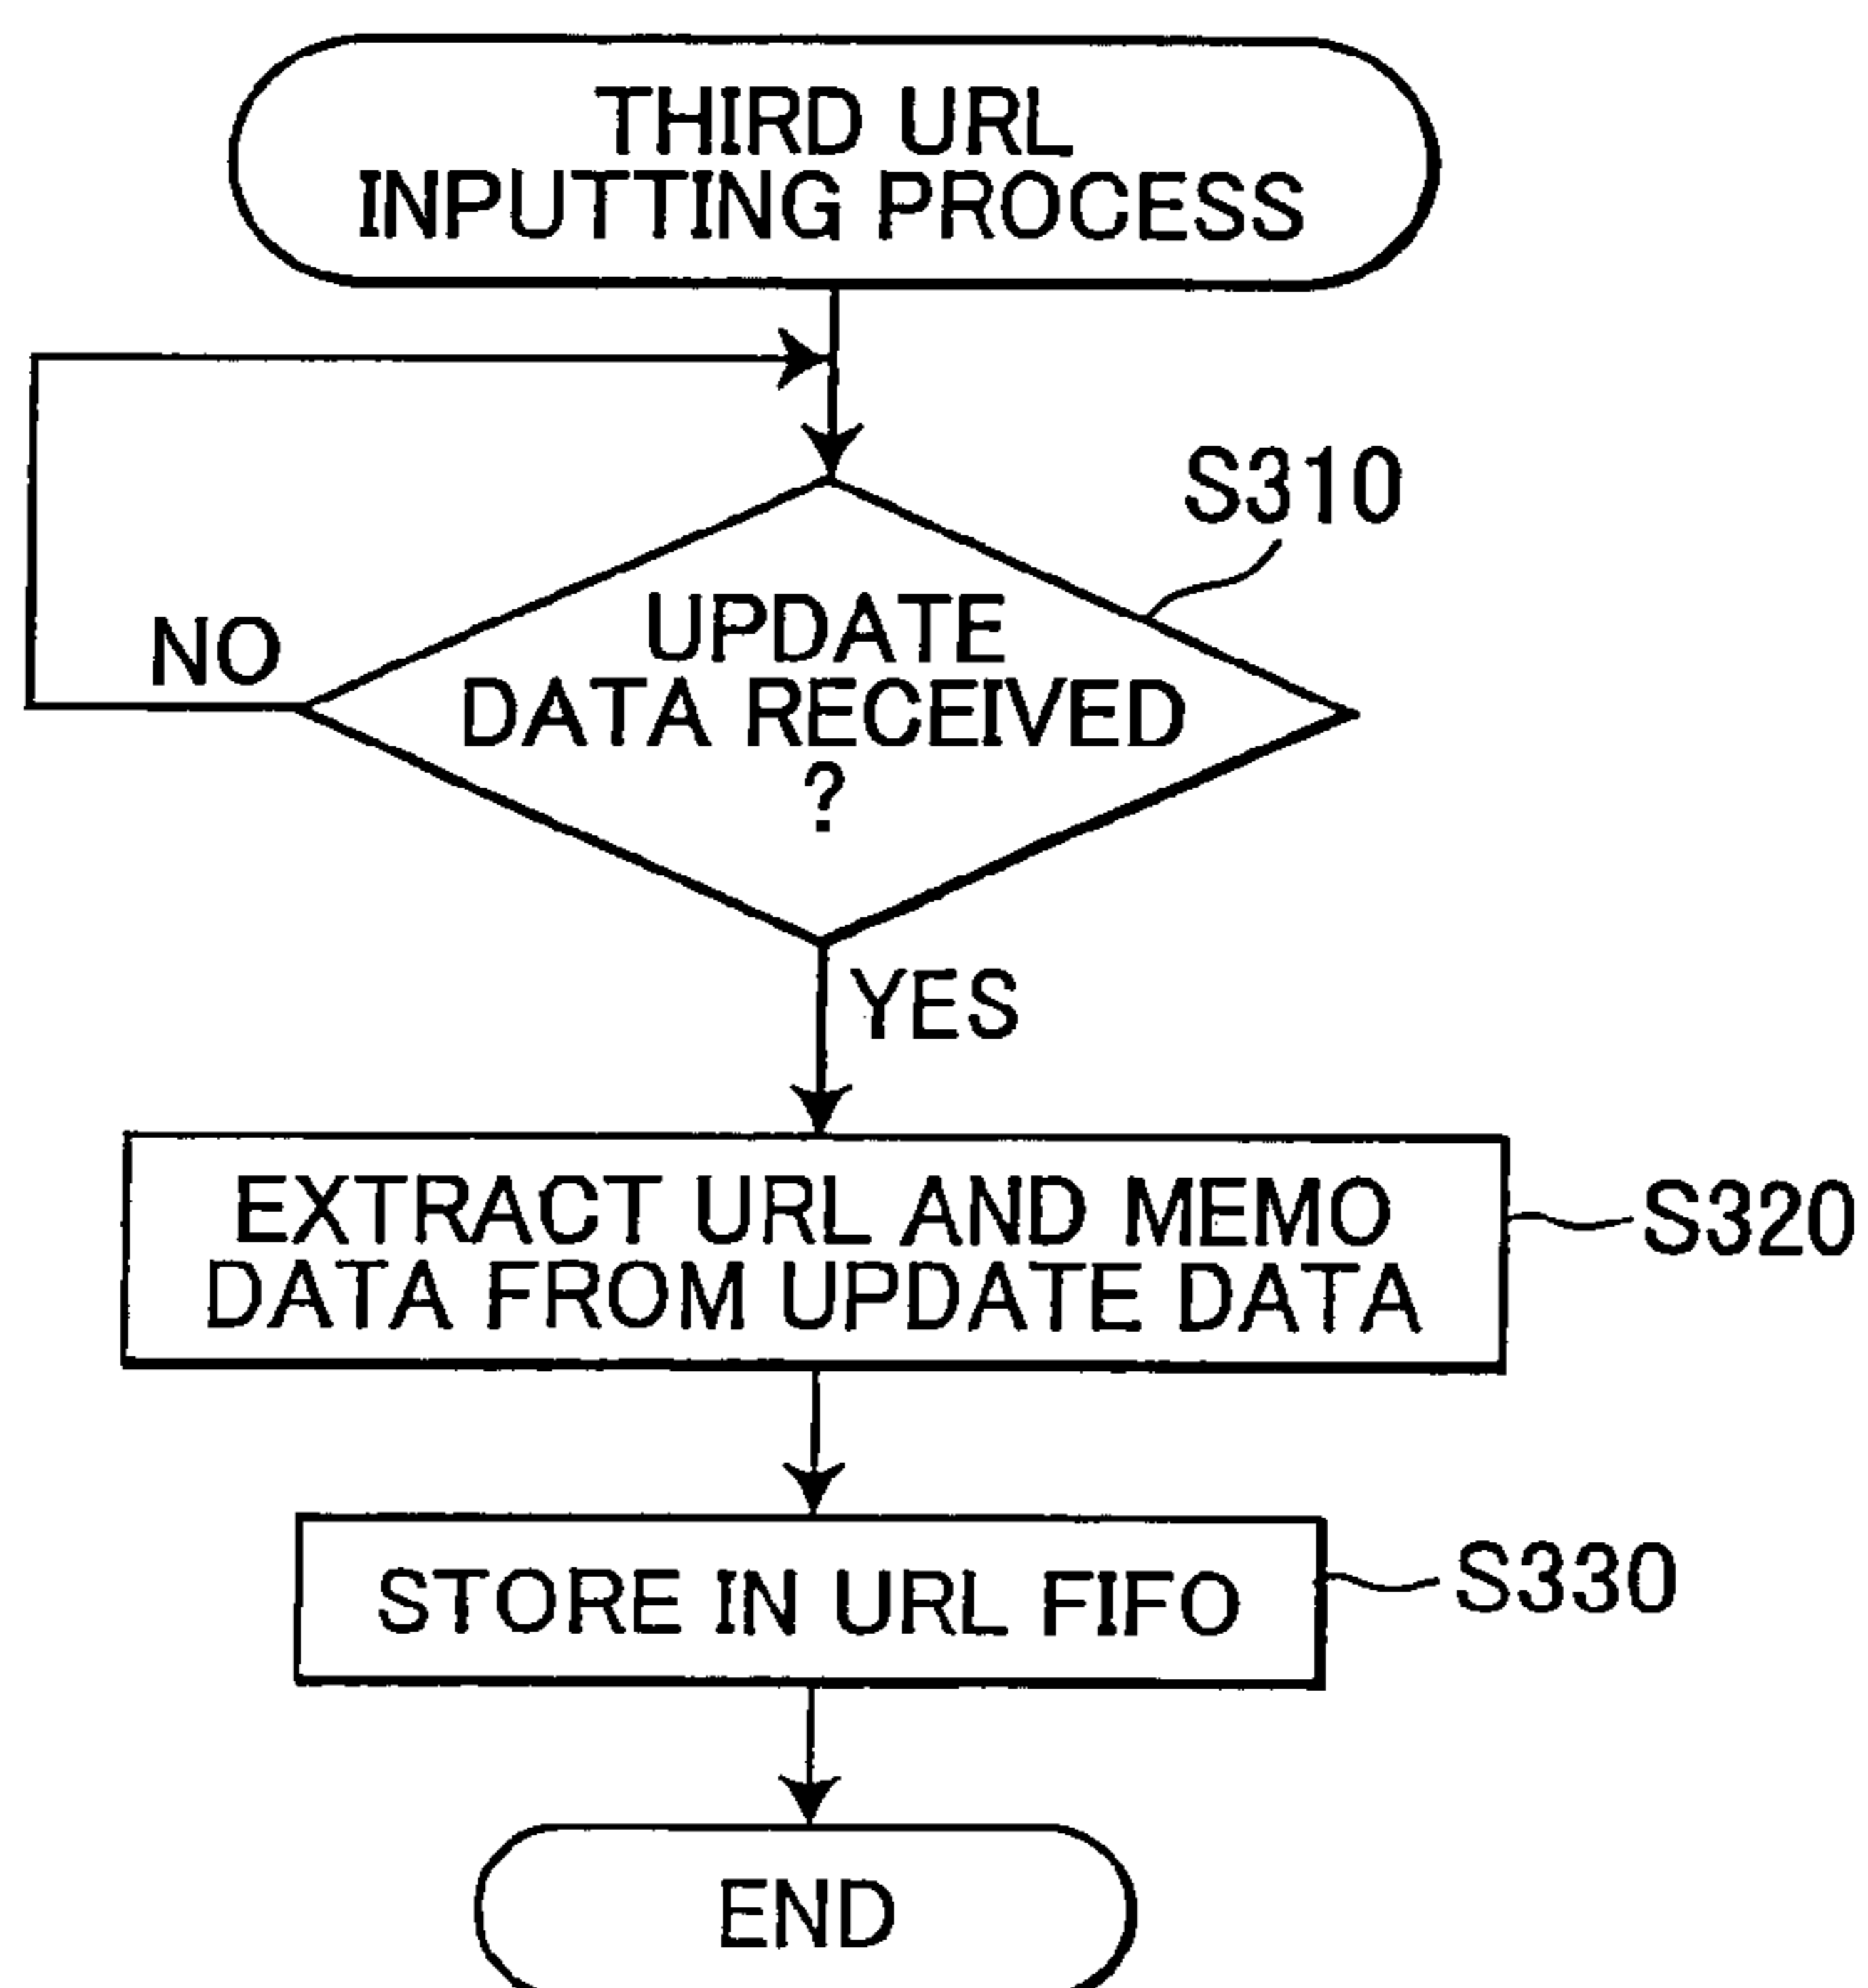 THIRD URL
INPUTTING PROCESS
S310
UPDATE
DATA RECEIVED
?
NO
YES
EXTRACT URL AND MEMO
DATA FROM UPDATE DATA
S320
STORE IN URL FIFO
S330
END